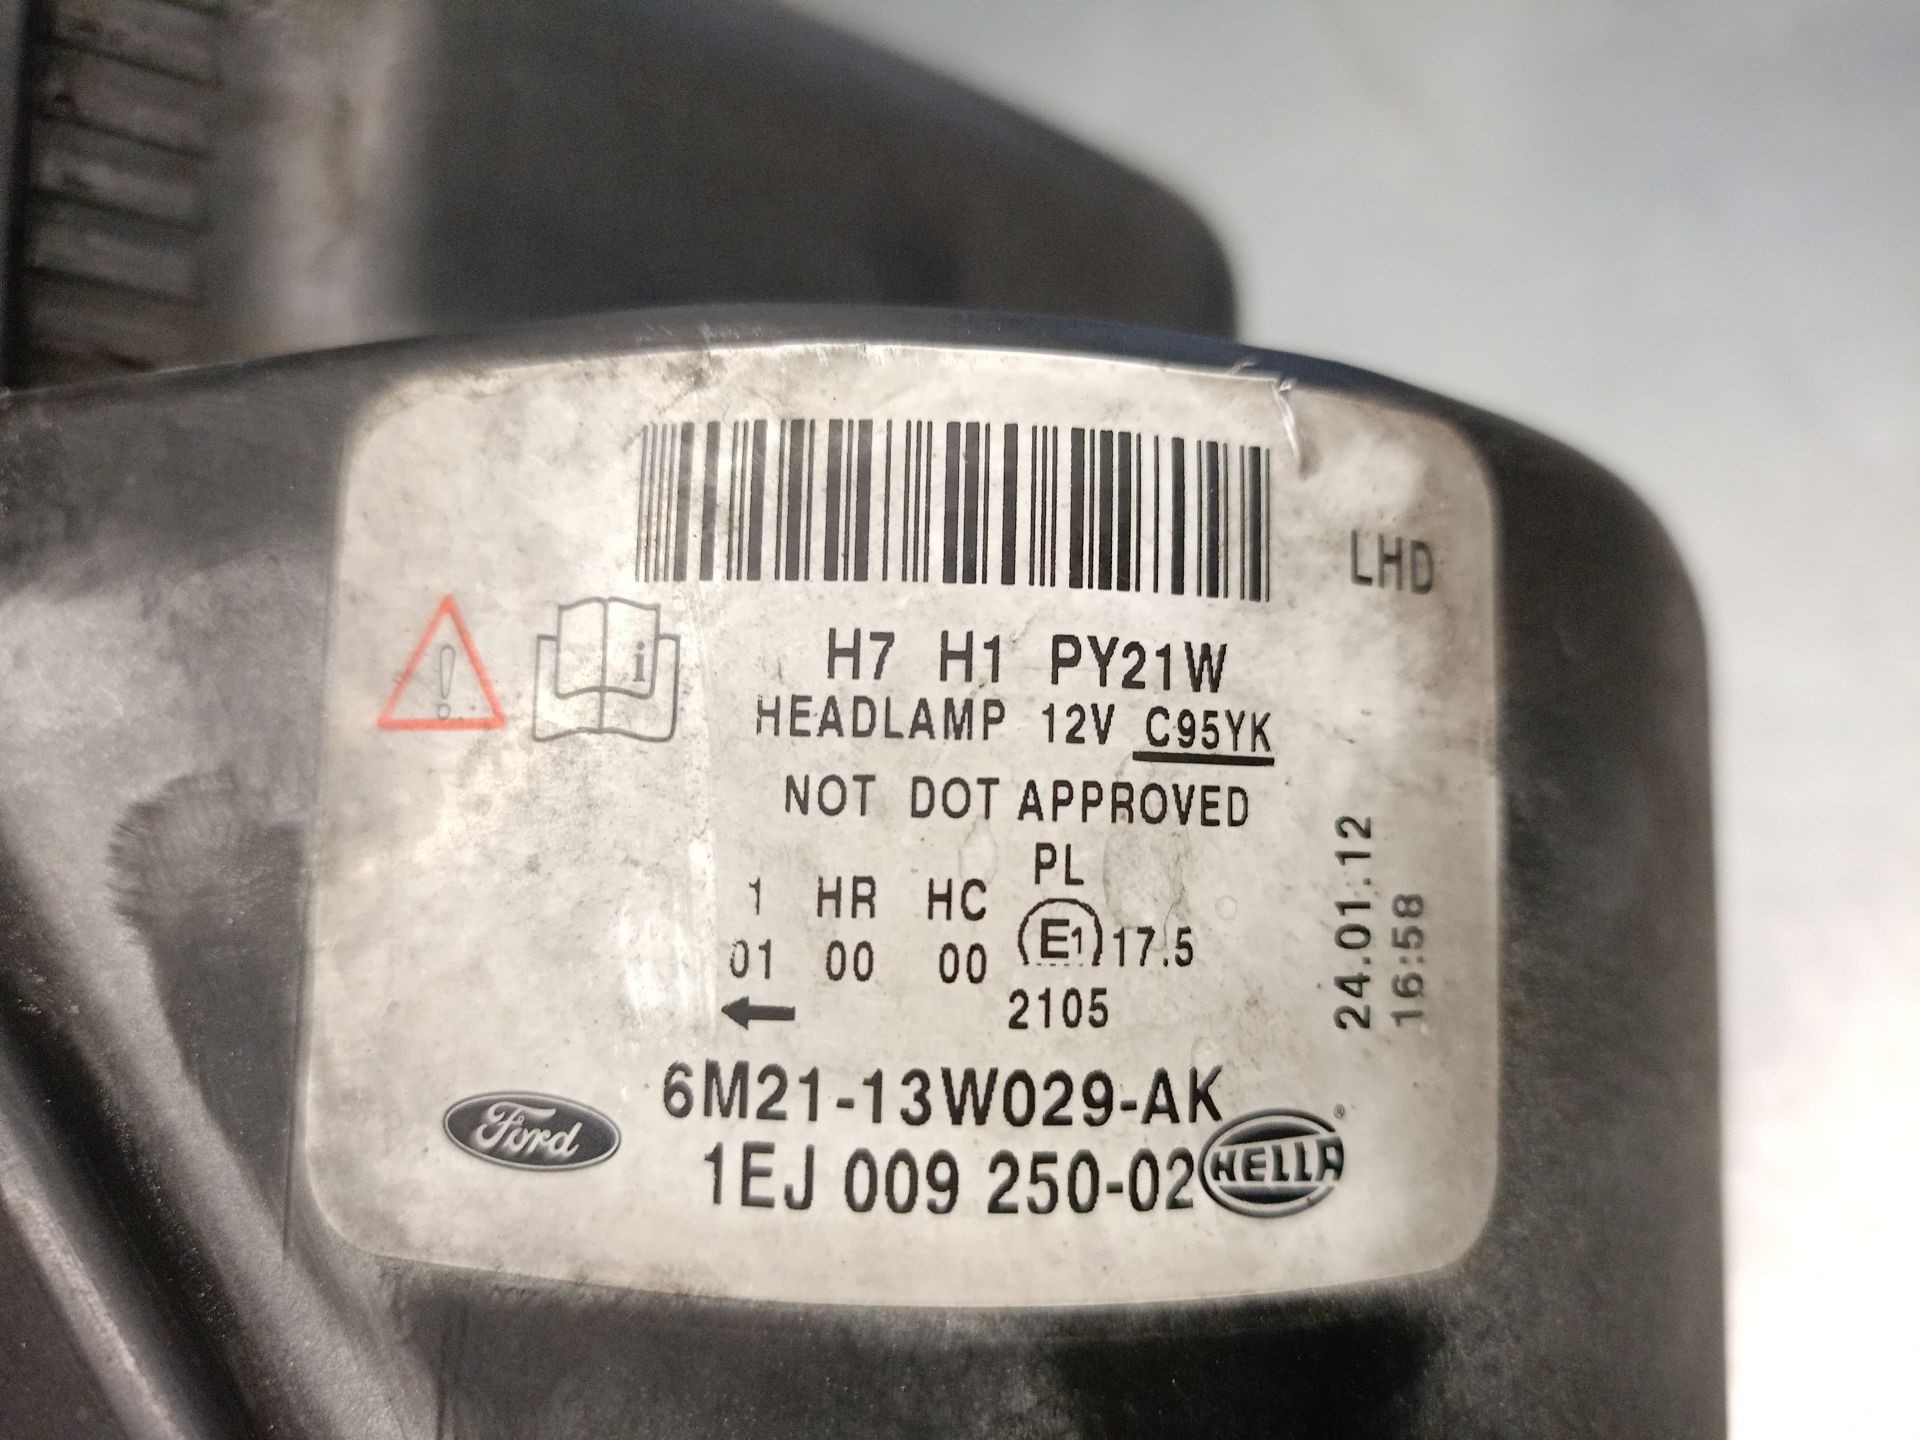 LHD
i
H7 H1 PY21W
HEADLAMP 12V C95YK
NOT DOT APPROVED
PL
1 HR HC
E1 17.5
01 00 00
2105
24.01.12
16:58
6M21-13W029-AK
Ford
1EJ 009 250-02
HELLA ®